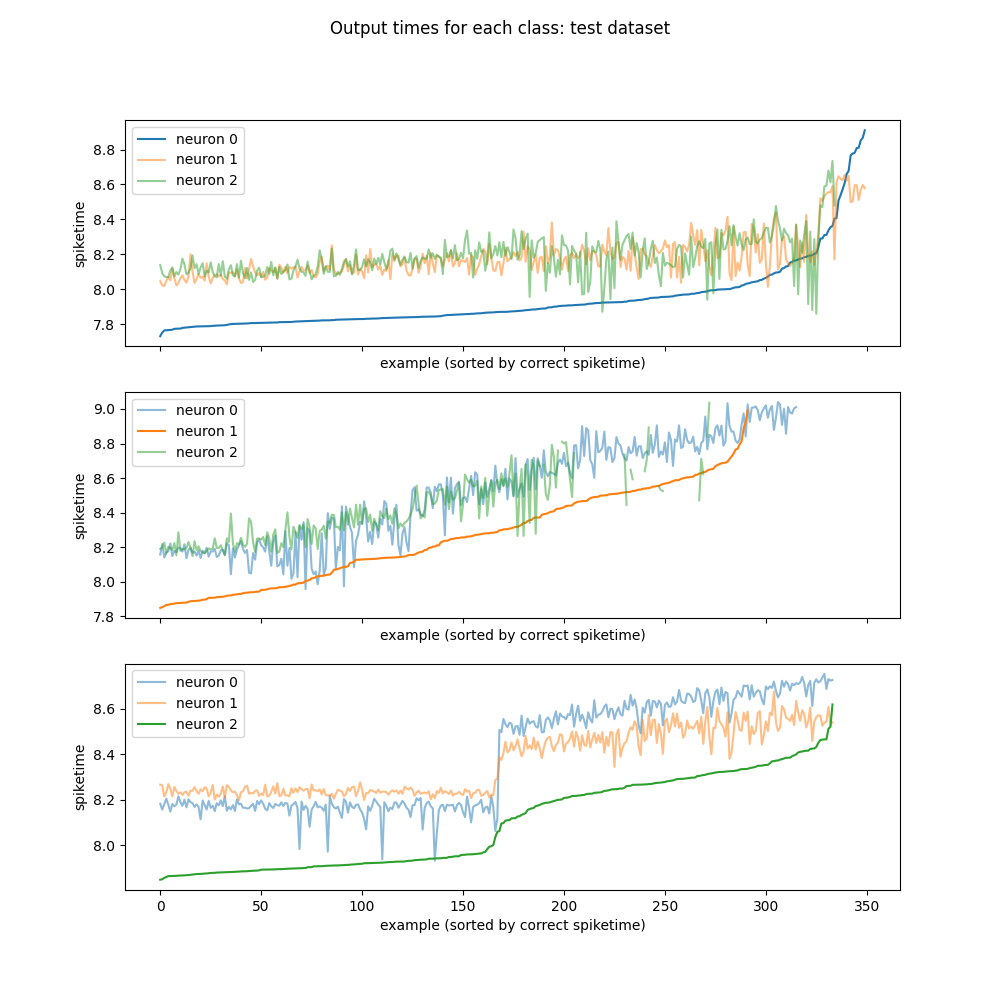 Output times for each class: test dataset
neuron 0
neuron 1
neuron 2
8.8
8.6
8.4
8.2
8.0
7.8
spiketime
example (sorted by correct spiketime)
neuron 0
neuron 1
neuron 2
9.0
8.8
8.6
8.4
8.2
8.0
7.8
spiketime
example (sorted by correct spiketime)
neuron 0
neuron 1
neuron 2
8.6
8.4
8.2
8.0
spiketime
0 50 100 150 200 250 300 350
example (sorted by correct spiketime)